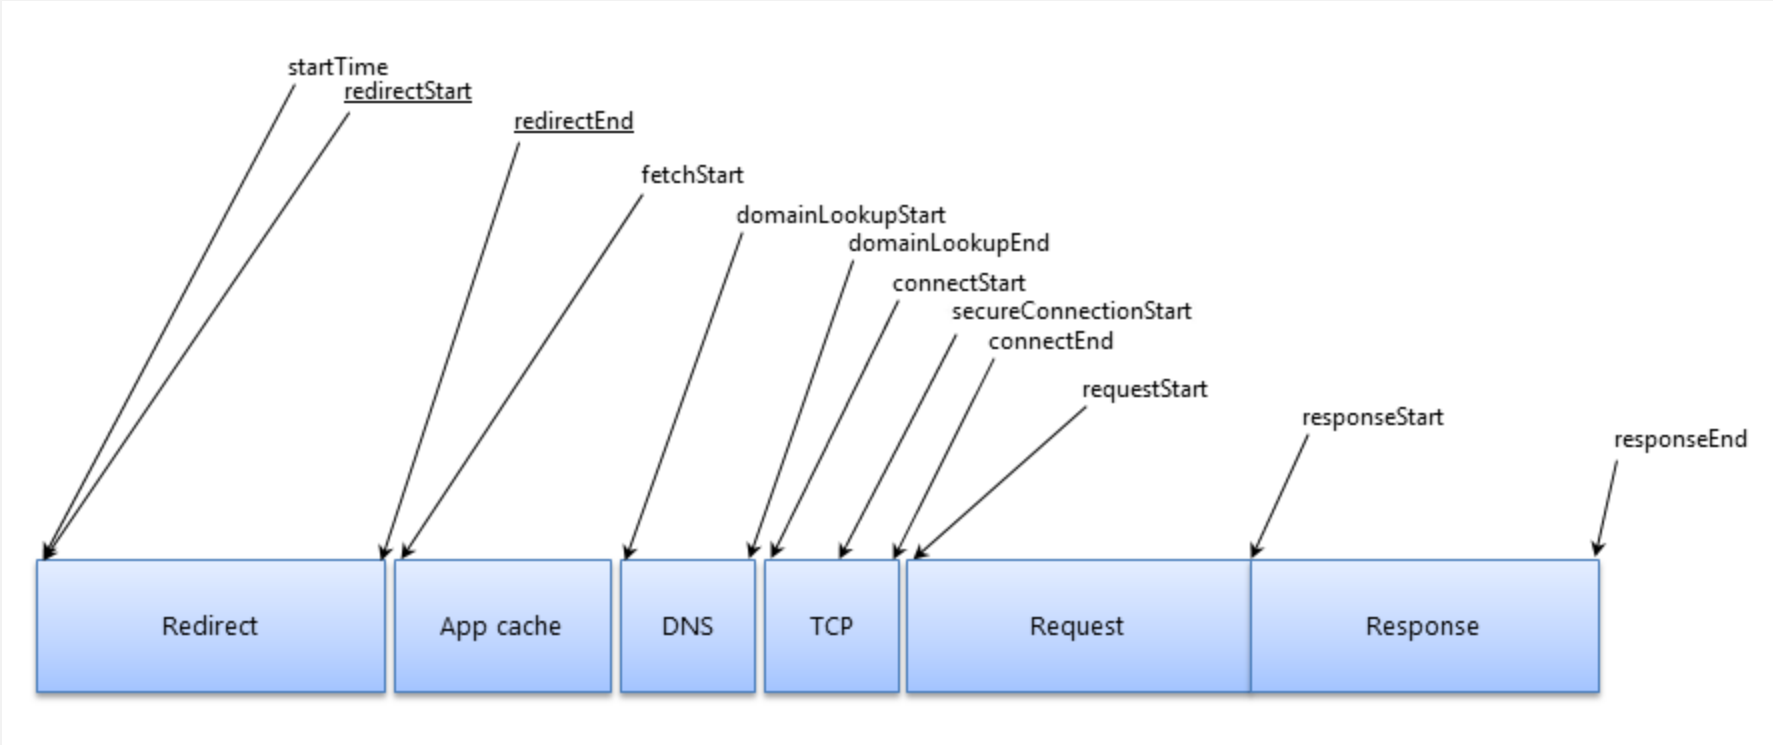 startTime
redirectStart
redirectEnd
fetchStart
domainLookupStart
domainLookupEnd
connectStart
secureConnectionStart
connectEnd
requestStart
responseStart
responseEnd
Redirect
App cache
DNS
TCP
Request
Response